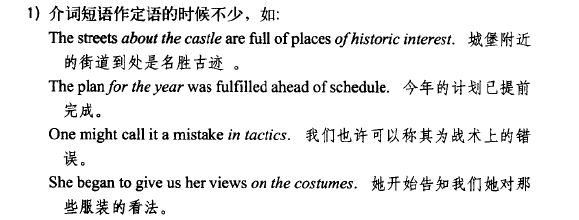 1) 介词短语作定语的时候不少，如：
The streets about the castle are full of places of historic interest. 城堡附近
的街道到处是名胜古迹 。
The plan for the year was fulfilled ahead of schedule. 今年的计划已提前
完成。
One might call it a mistake in tactics. 我们也许可以称其为战术上的错
误。
She began to give us her views on the costumes. 她开始告知我们她对那
些服装的看法。